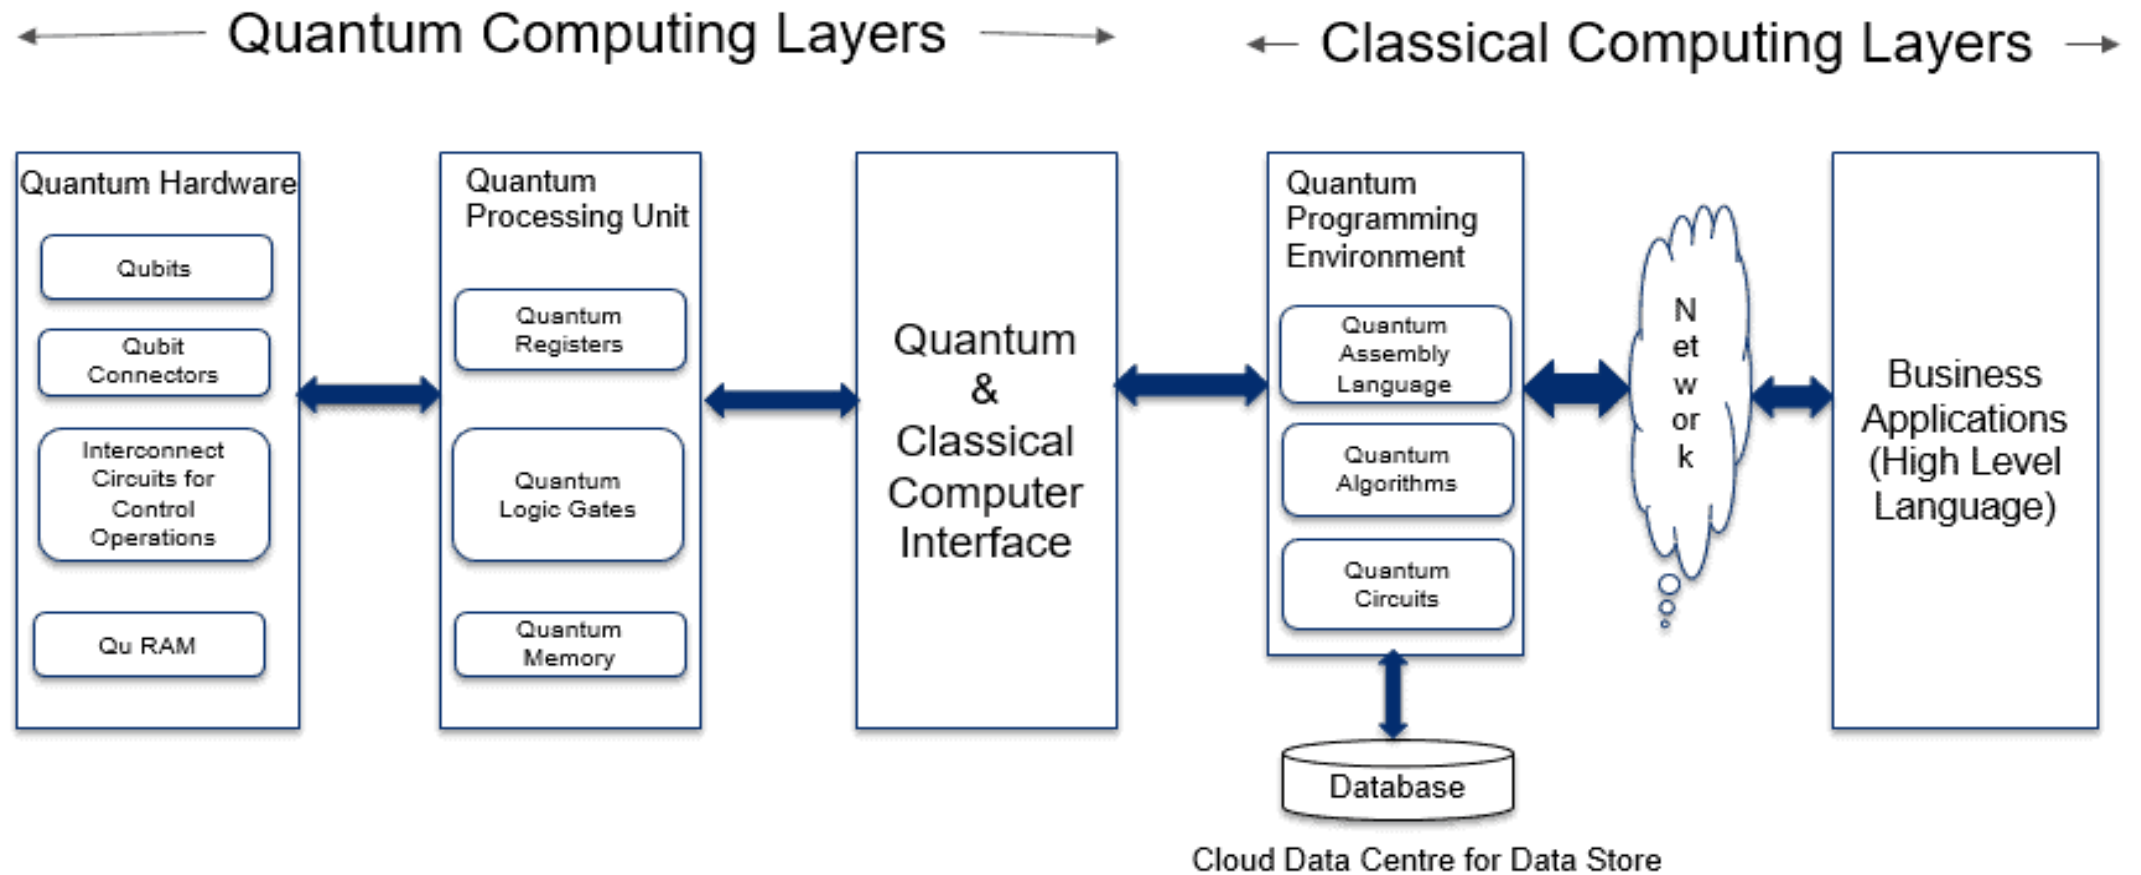 Quantum Computing Layers
Classical Computing Layers
Quantum Hardware
Qubits
Qubit
Connectors
Interconnect
Circuits for
Control
Operations
Qu RAM
Quantum
Processing Unit
Quantum
Registers
Quantum
Logic Gates
Quantum
Memory
Quantum
&
Classical
Computer
Interface
Quantum
Programming
Environment
Quantum
Assembly
Language
Quantum
Algorithms
Quantum
Circuits
Database
Cloud Data Centre for Data Store
N
et
w
or
k
Business
Applications
(High Level
Language)